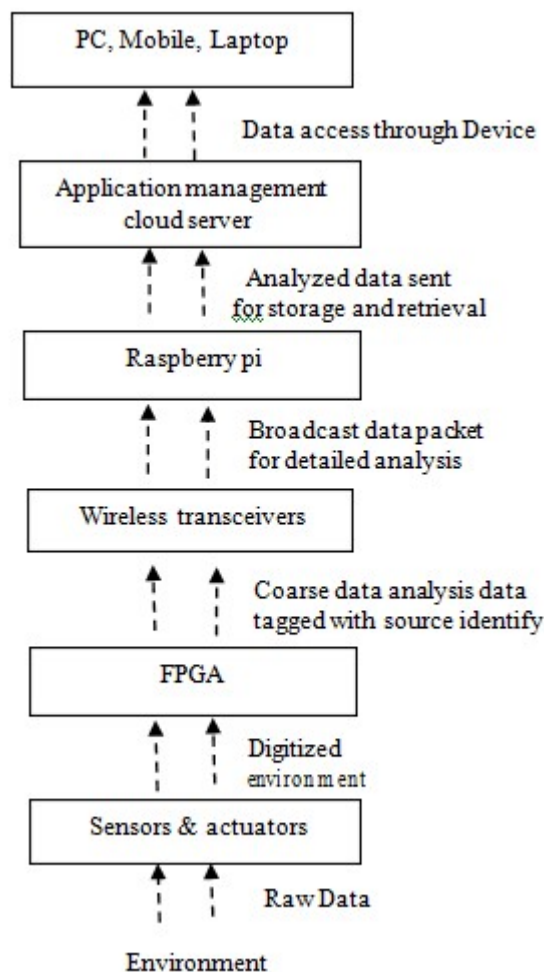 PC, Mobile, Laptop
Data access through Device
Application management
cloud server
Analyzed data sent
for storage and retrieval
Raspberry pi
Broadcast data packet
for detailed analysis
Wireless transceivers
Coarse data analysis data
tagged with source identify
FPGA
Digitized
environment
Sensors & actuators
Raw Data
Environment